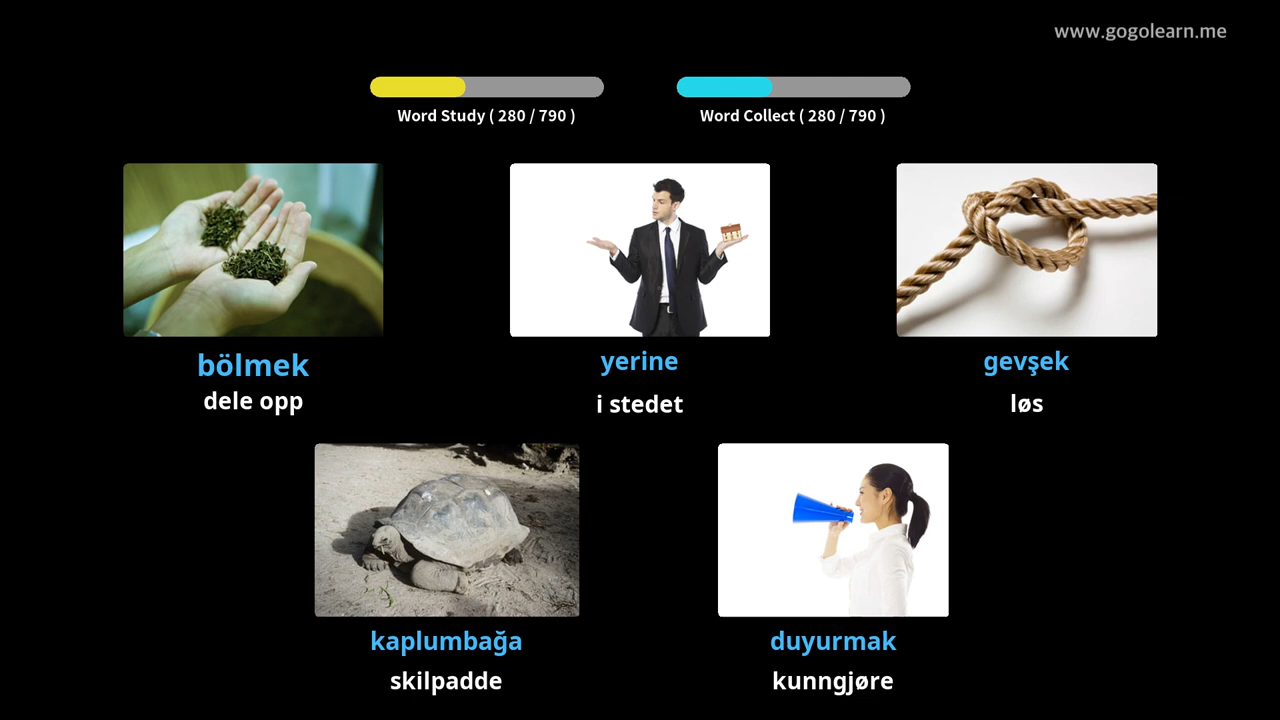 www.gogolearn.me
Word Study ( 280 / 790 )
Word Collect ( 280 / 790 )
bölmek
dele opp
yerine
i stedet
gevşek
løs
kaplumbağa
skilpadde
duyurmak
kunngjøre